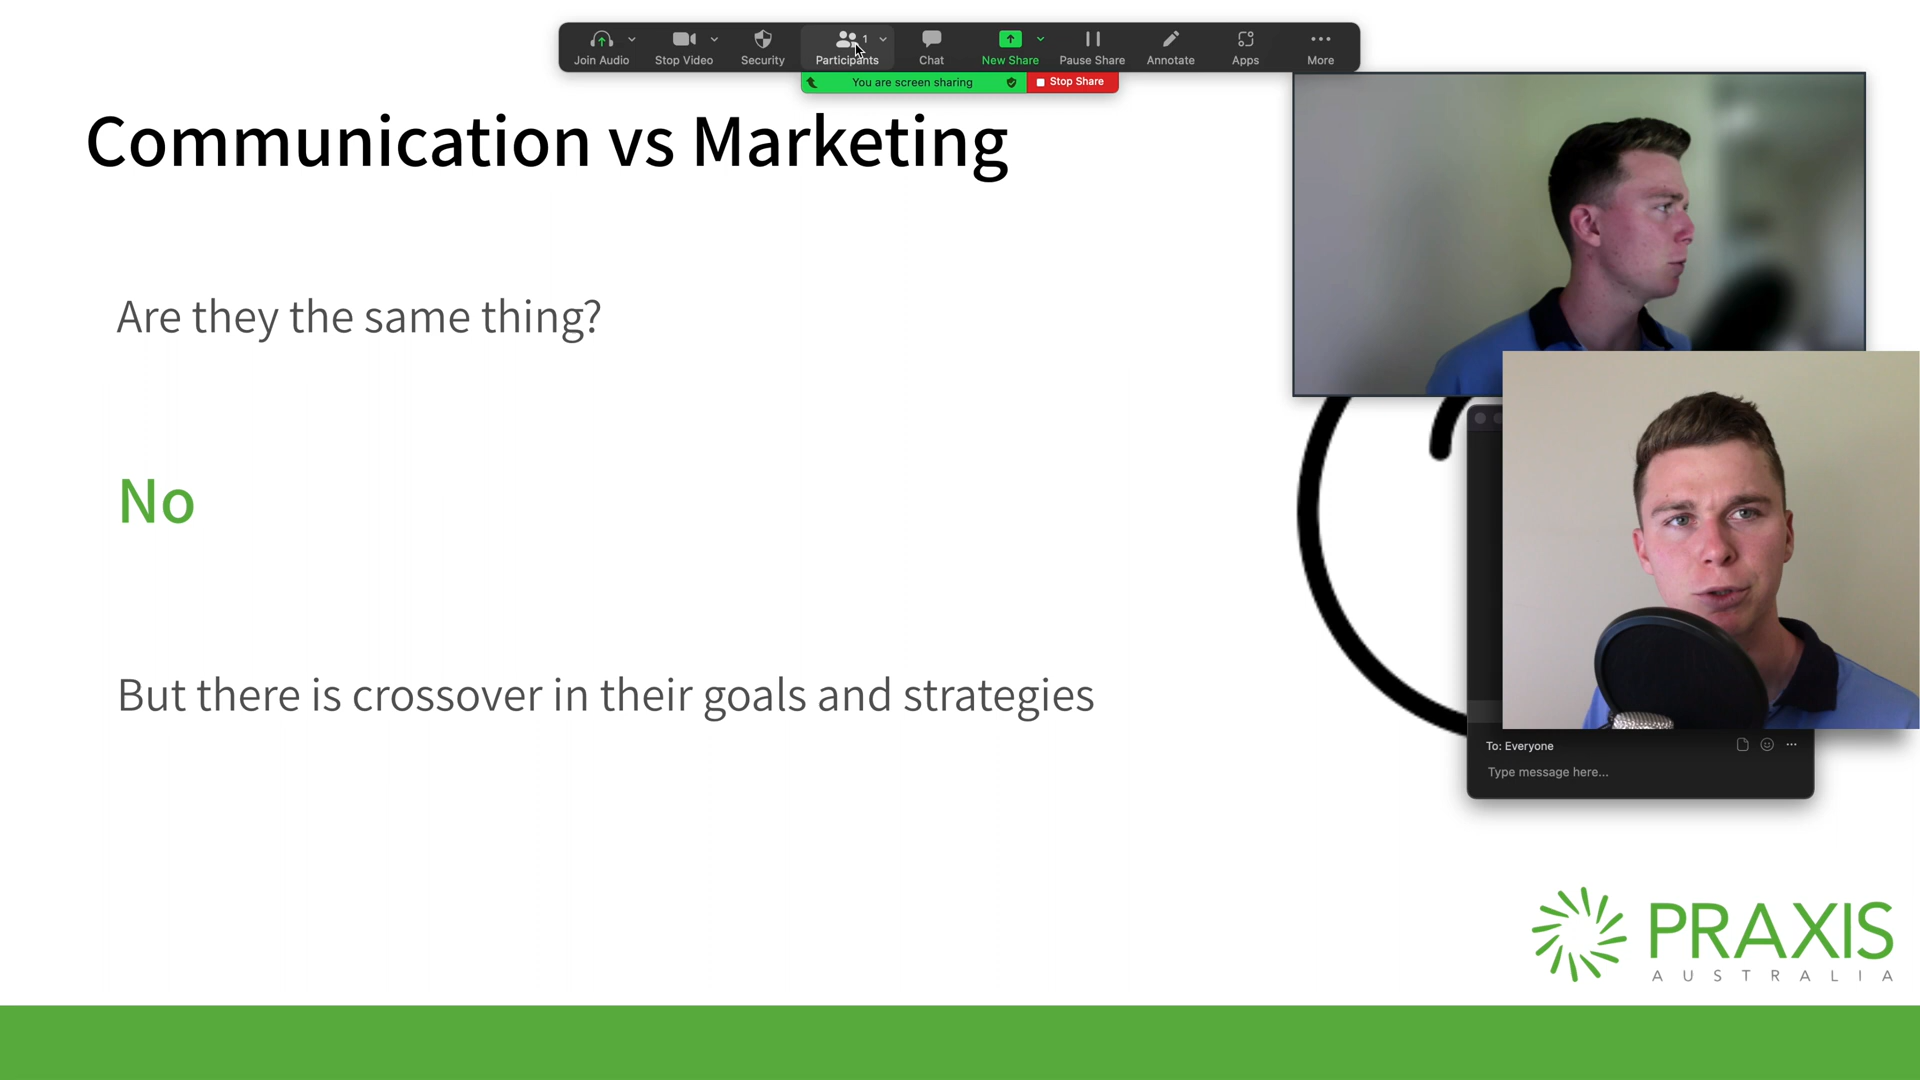 Join Audio
Stop Video
Security
1
Participants
Chat
New Share
Pause Share
Annotate
Apps
More
You are screen sharing
Stop Share
Communication vs Marketing
Are they the same thing?
No
But there is crossover in their goals and strategies
To: Everyone
Type message here...
PRAXIS
AUSTRALIA